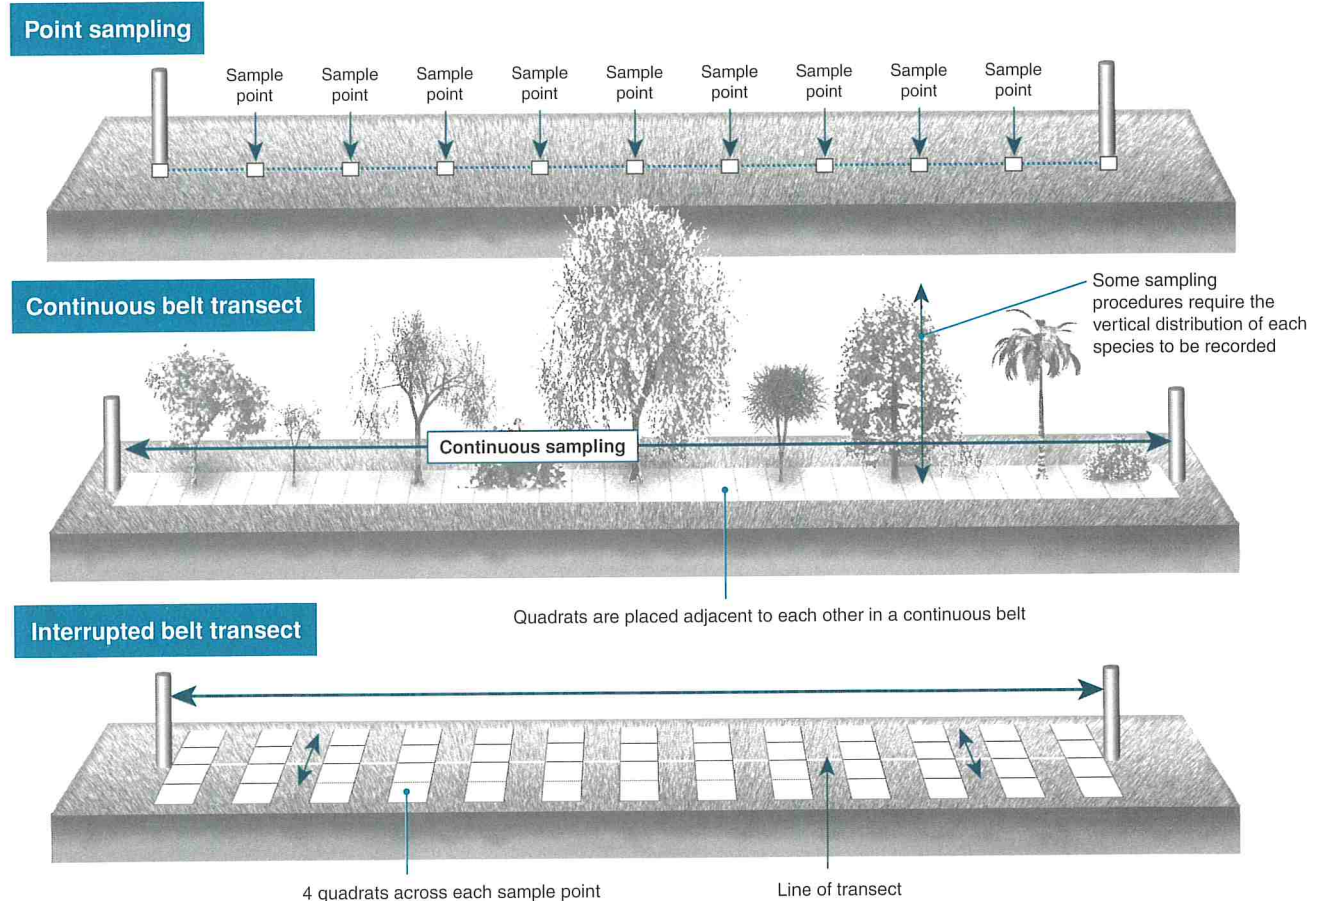 Point sampling
Sample point
Sample point
Sample point
Sample point
Sample point
Sample point
Sample point
Sample point
Sample point
Continuous belt transect
Some sampling
procedures require the
vertical distribution of each
species to be recorded
Continuous sampling
Quadrats are placed adjacent to each other in a continuous belt
Interrupted belt transect
4 quadrats across each sample point
Line of transect